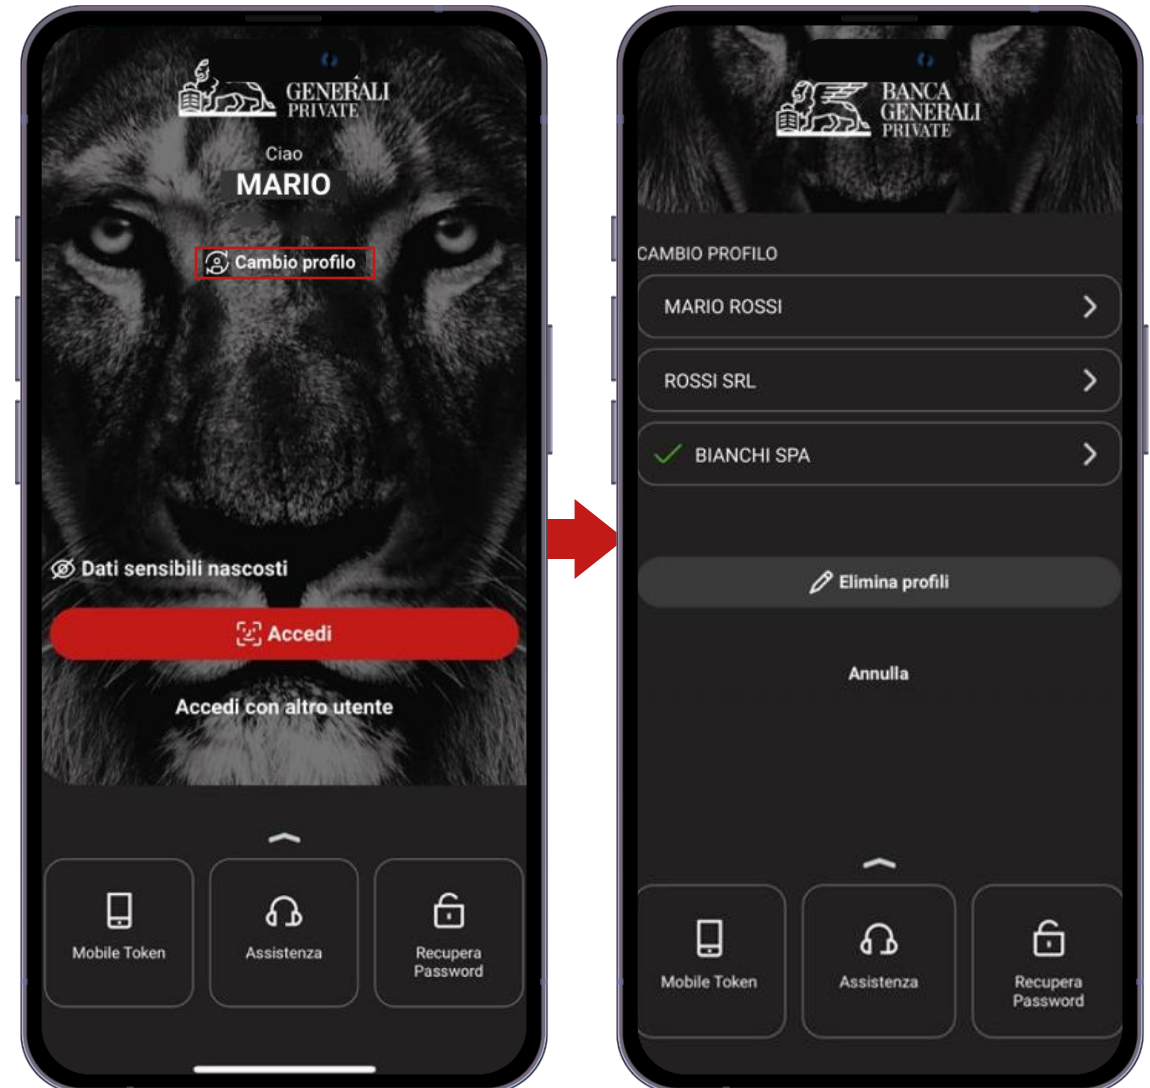 GENERALI
PRIVATE
Ciao
MARIO
Cambio profilo
Dati sensibili nascosti
Accedi
Accedi con altro utente
Mobile Token
Assistenza
Recupera
Password
BANCA
GENERALI
PRIVATE
CAMBIO PROFILO
MARIO ROSSI
ROSSI SRL
BIANCHI SPA
Elimina profili
Annulla
Mobile Token
Assistenza
Recupera
Password